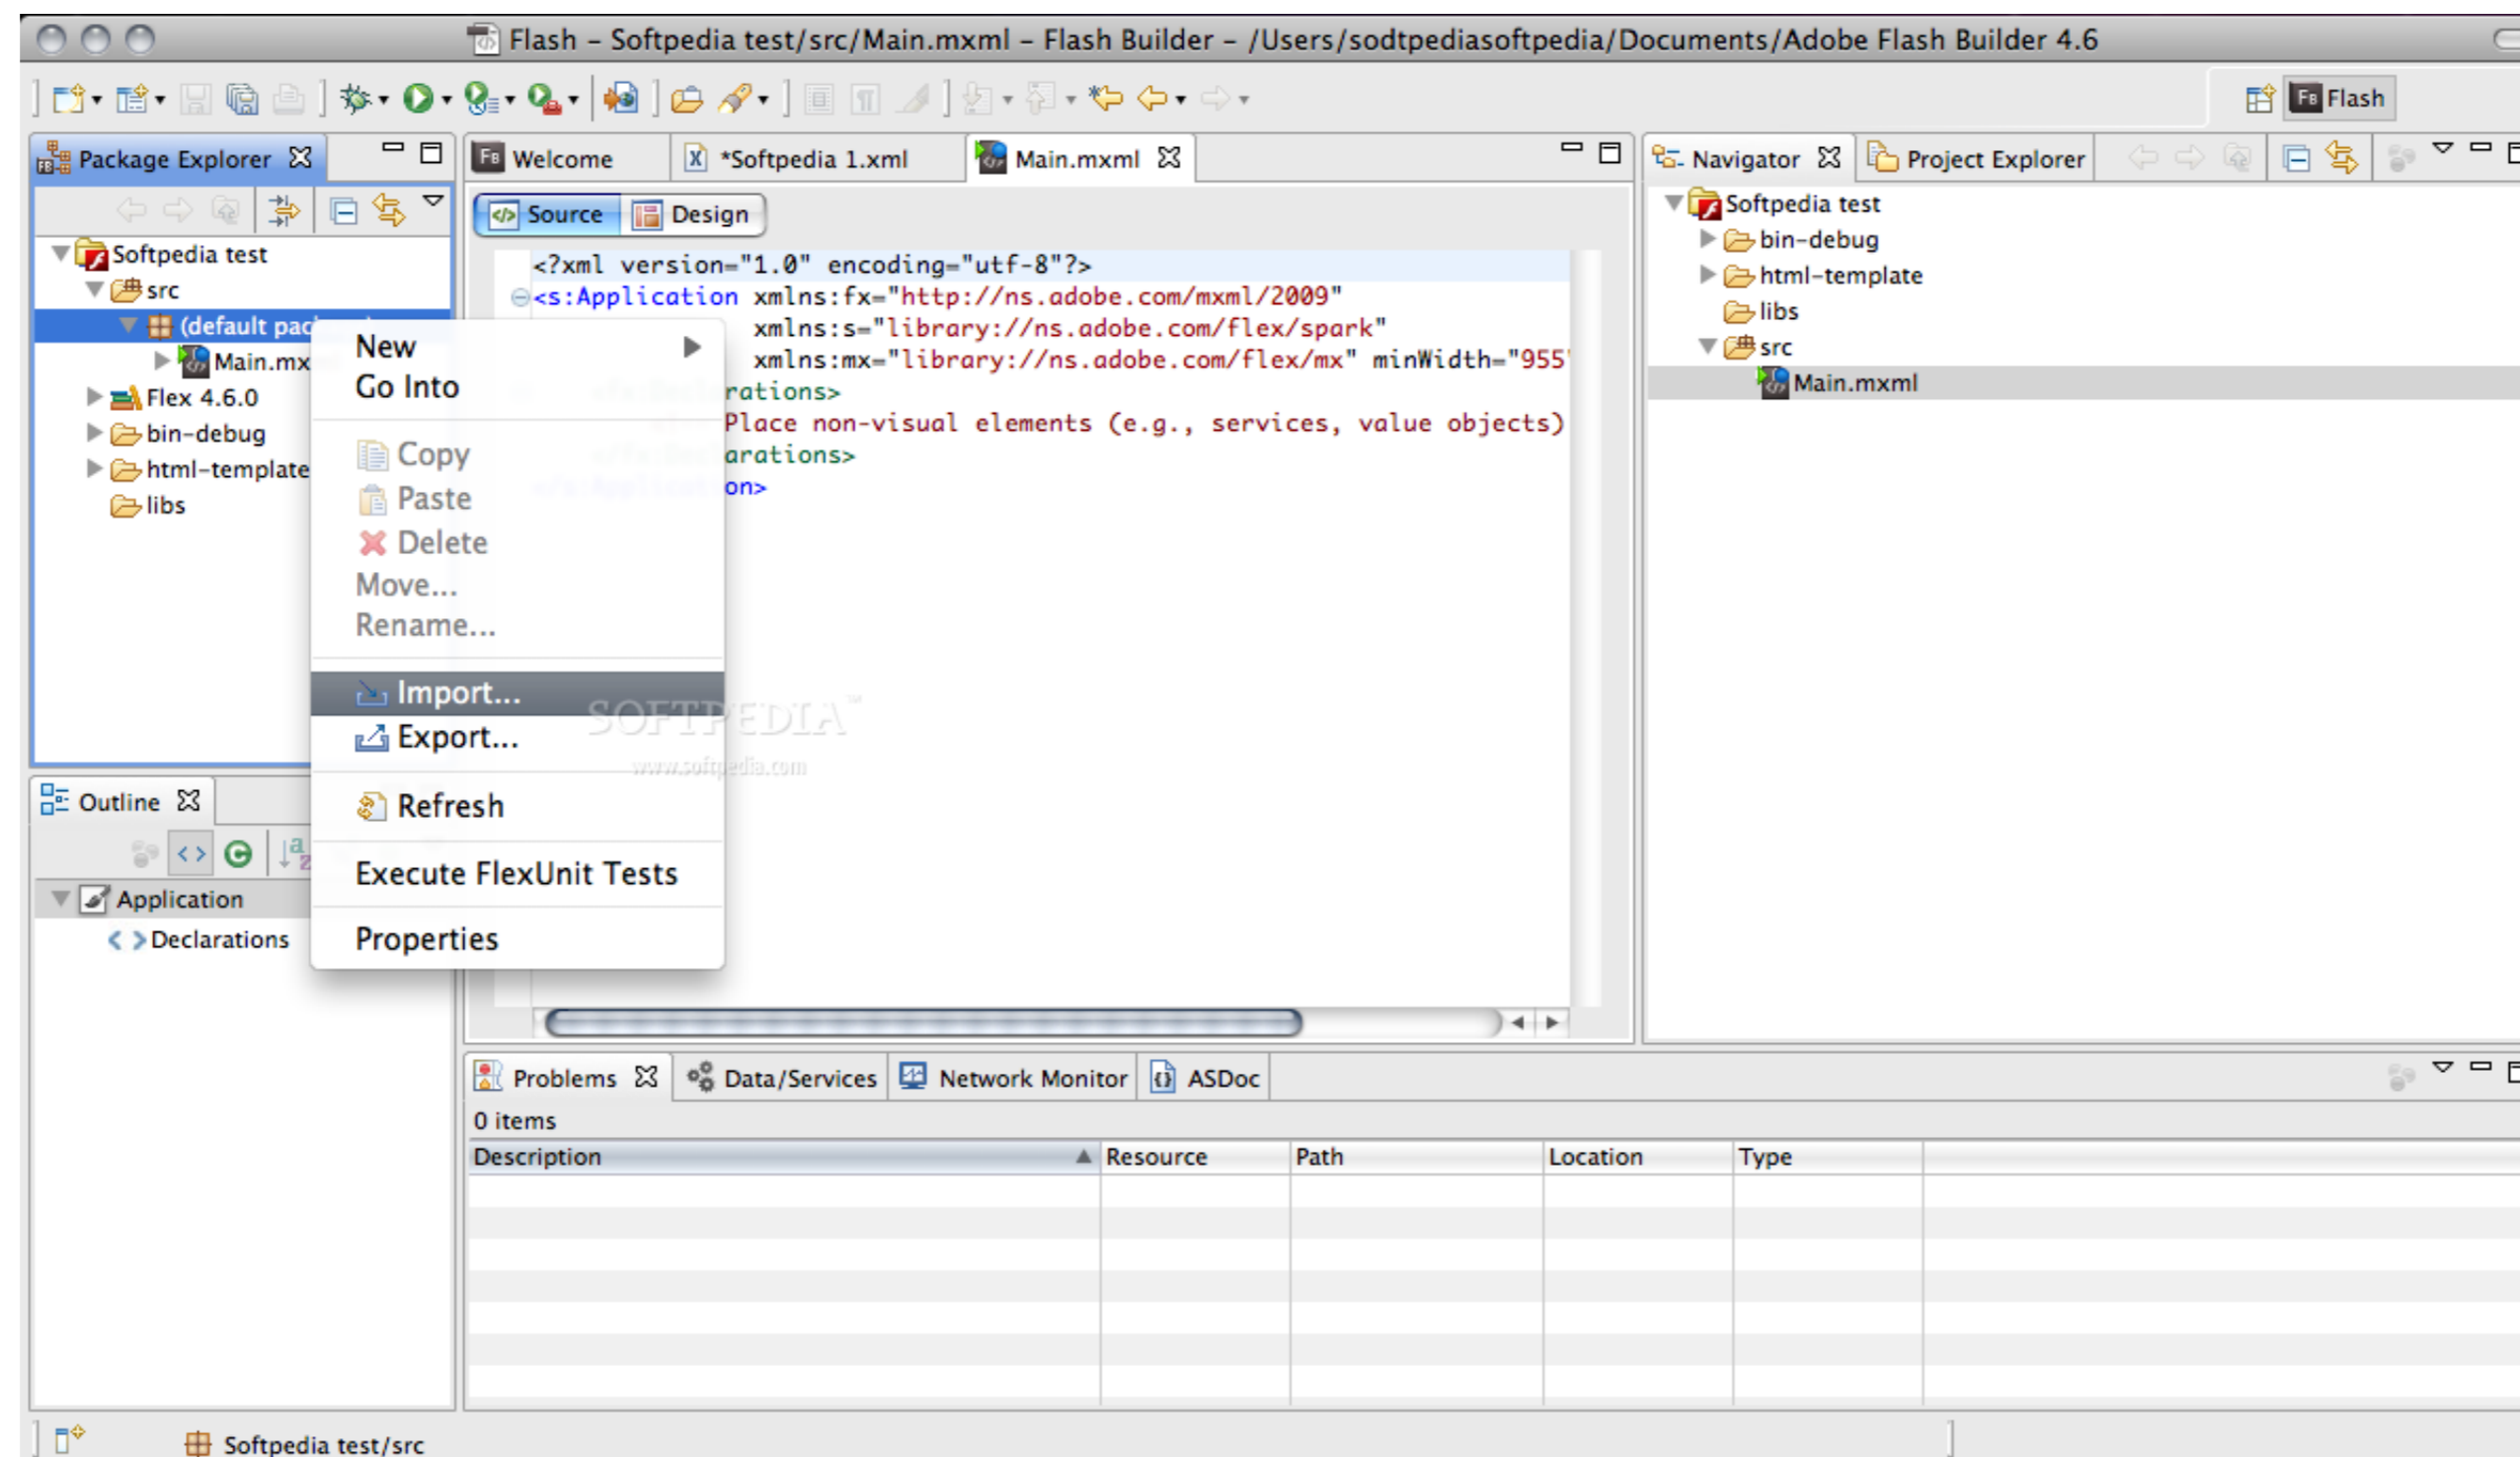 Flash – Softpedia test/src/Main.mxml – Flash Builder – /Users/sodtpediasoftpedia/Documents/Adobe Flash Builder 4.6
FB Flash
Package Explorer
FB Welcome
*Softpedia 1.xml
Main.mxml
Navigator
Project Explorer
Source
Design
Softpedia test
src
(default pac
Main.mx
Flex 4.6.0
bin-debug
html-template
libs
<?xml version="1.0" encoding="utf-8"?>
<s:Application xmlns:fx="http://ns.adobe.com/mxml/2009"
xmlns:s="library://ns.adobe.com/flex/spark"
xmlns:mx="library://ns.adobe.com/flex/mx" minWidth="955"
rations>
Place non-visual elements (e.g., services, value objects)
arations>
on>
New
Go Into
Copy
Paste
Delete
Move...
Rename...
Import...
Export...
Refresh
Execute FlexUnit Tests
Properties
SOFTPEDIA™
www.softpedia.com
Softpedia test
bin-debug
html-template
libs
src
Main.mxml
Outline
Application
< > Declarations
Problems
Data/Services
Network Monitor
ASDoc
0 items
Description Resource Path Location Type
Softpedia test/src